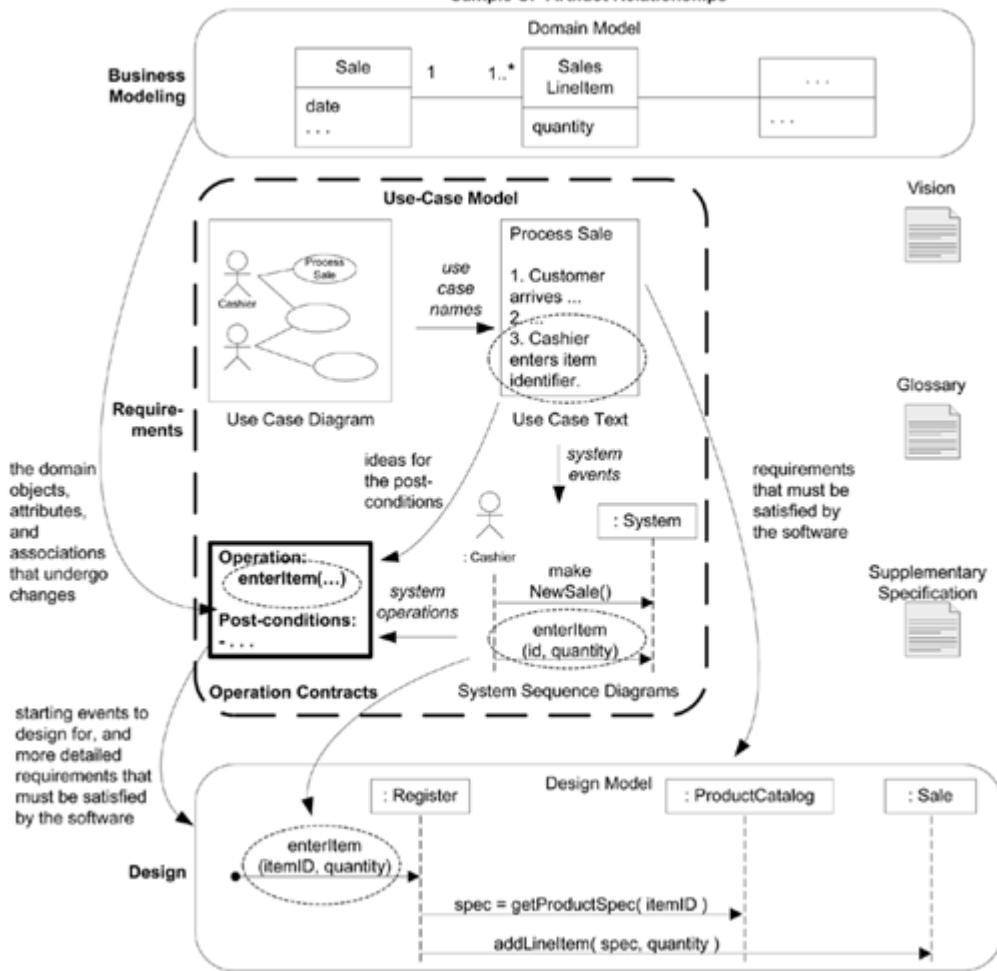 Sample UP Artifact Relationships
Domain Model
Business
Modeling
Sale
date
. . .
1
1..*
Sales
LineItem
quantity
. . .
. . .
Use-Case Model
Process
Sale
Cashier
Use Case Diagram
use
case
names
Process Sale
1. Customer
arrives ...
2. ...
3. Cashier
enters item
identifier.
Use Case Text
Vision
Glossary
Supplementary
Specification
Require-
ments
the domain
objects,
attributes,
and
associations
that undergo
changes
ideas for
the post-
conditions
system
events
requirements
that must be
satisfied by
the software
Operation:
enterItem(…)
Post-conditions:
- . . .
Operation Contracts
system
operations
: Cashier
: System
make
NewSale()
enterItem
(id, quantity)
System Sequence Diagrams
starting events to
design for, and
more detailed
requirements that
must be satisfied
by the software
Design Model
Design
: Register
: ProductCatalog
: Sale
enterItem
(itemID, quantity)
spec = getProductSpec( itemID )
addLineItem( spec, quantity )